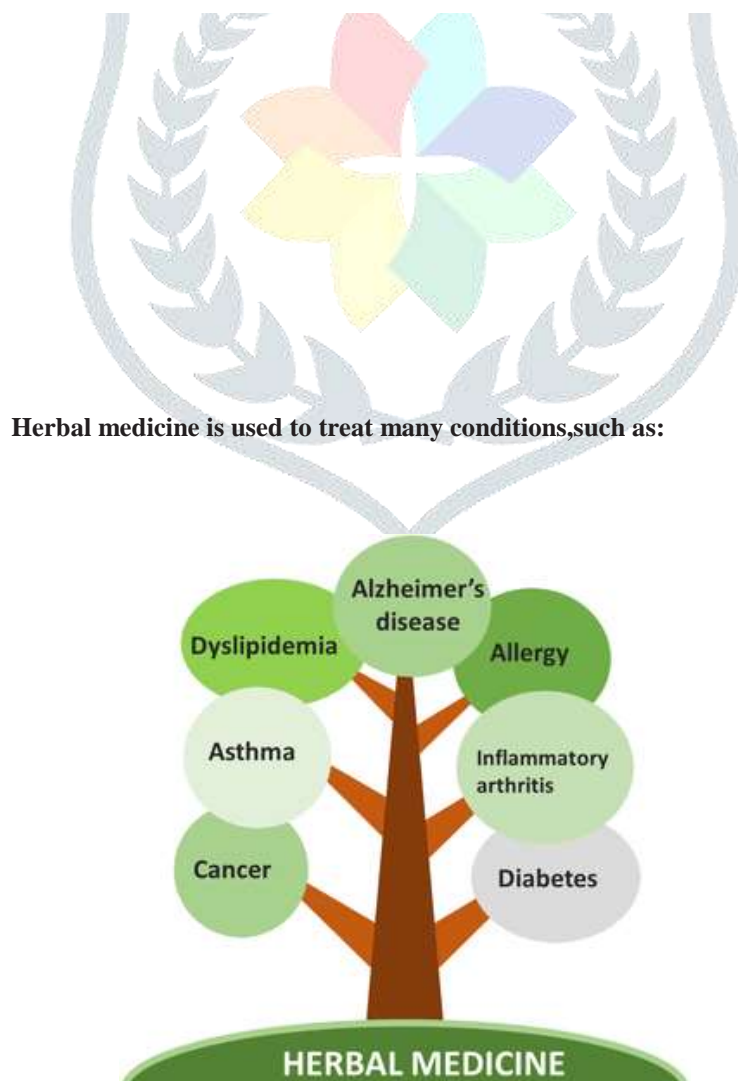 Herbal medicine is used to treat many conditions,such as:
Alzheimer's
disease
Dyslipidemia
Allergy
Asthma
Inflammatory
arthritis
Cancer
Diabetes
HERBAL MEDICINE